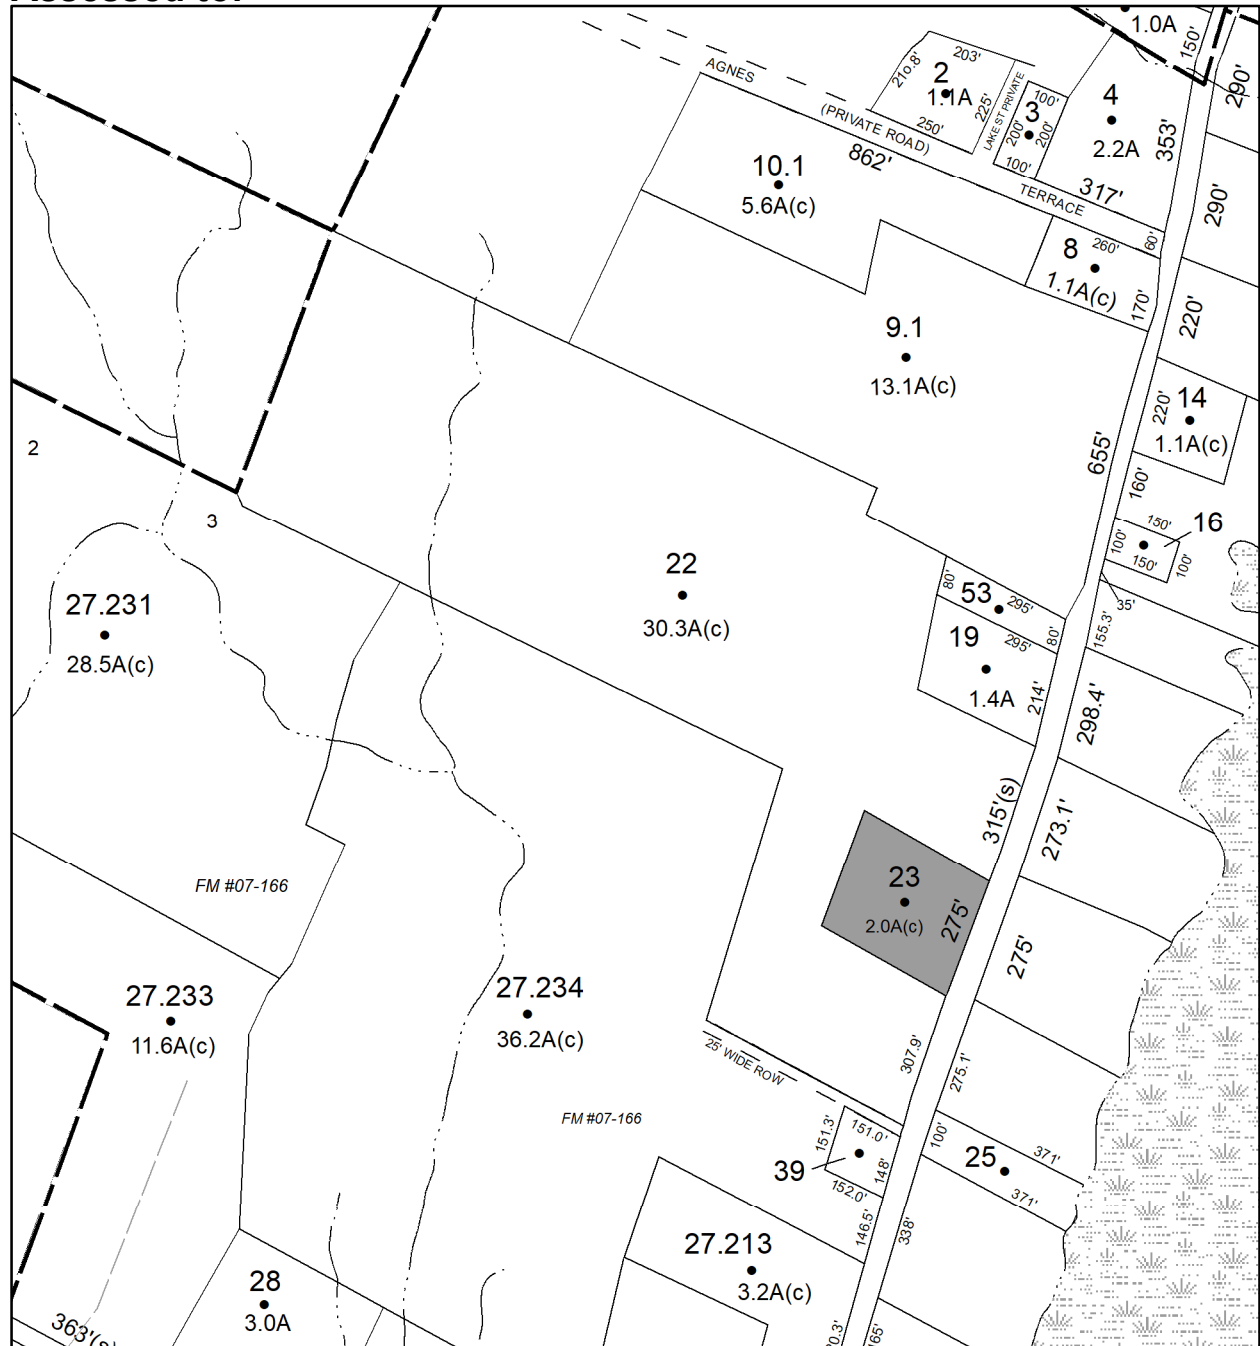 1.0A
150'
290'
AGNES
(PRIVATE ROAD)
TERRACE
862'
210.8'
203'
2
1.1A
225'
250'
LAKE ST PRIVATE
100'
3
200'
200'
100'
4
2.2A
353'
317'
290'
10.1
5.6A(c)
60'
8
260'
1.1A(c)
170'
220'
9.1
13.1A(c)
14
220'
1.1A(c)
655'
160'
2
3
150'
16
100'
150'
100'
35'
22
30.3A(c)
80'
53
295'
80'
155.3'
19
295'
1.4A
214'
298.4'
27.231
28.5A(c)
315'(s)
273.1'
23
2.0A(c)
275'
275'
FM #07-166
27.233
11.6A(c)
27.234
36.2A(c)
25' WIDE ROW
307.9'
275.1'
FM #07-166
151.3'
151.0'
39
148'
152.0'
100'
25
371'
371'
146.5'
338'
27.213
3.2A(c)
28
3.0A